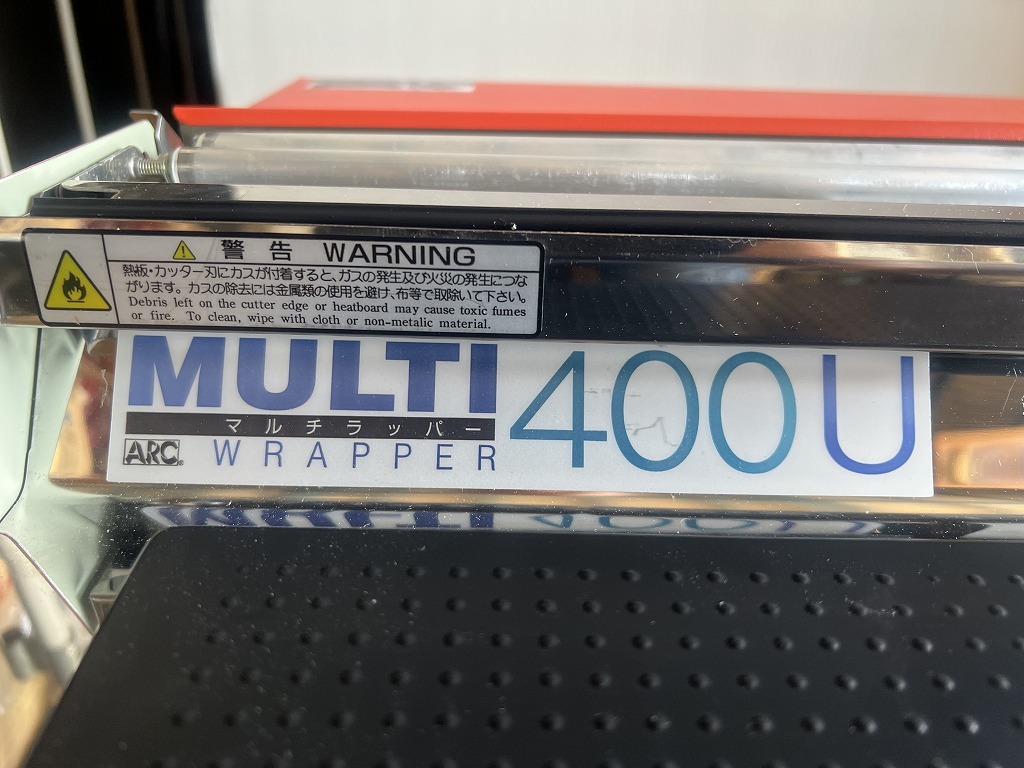 警告 WARNING
熱板・カッター刃にカスが付着すると、ガスの発生及び火災の発生につな
がります。カスの除去には金属類の使用を避け、布等で取除いて下さい。
Debris left on the cutter edge or heatboard may cause toxic fumes
or fire. To clean, wipe with cloth or non-metalic material.
MULTI 400U
マルチラッパー
ARC WRAPPER